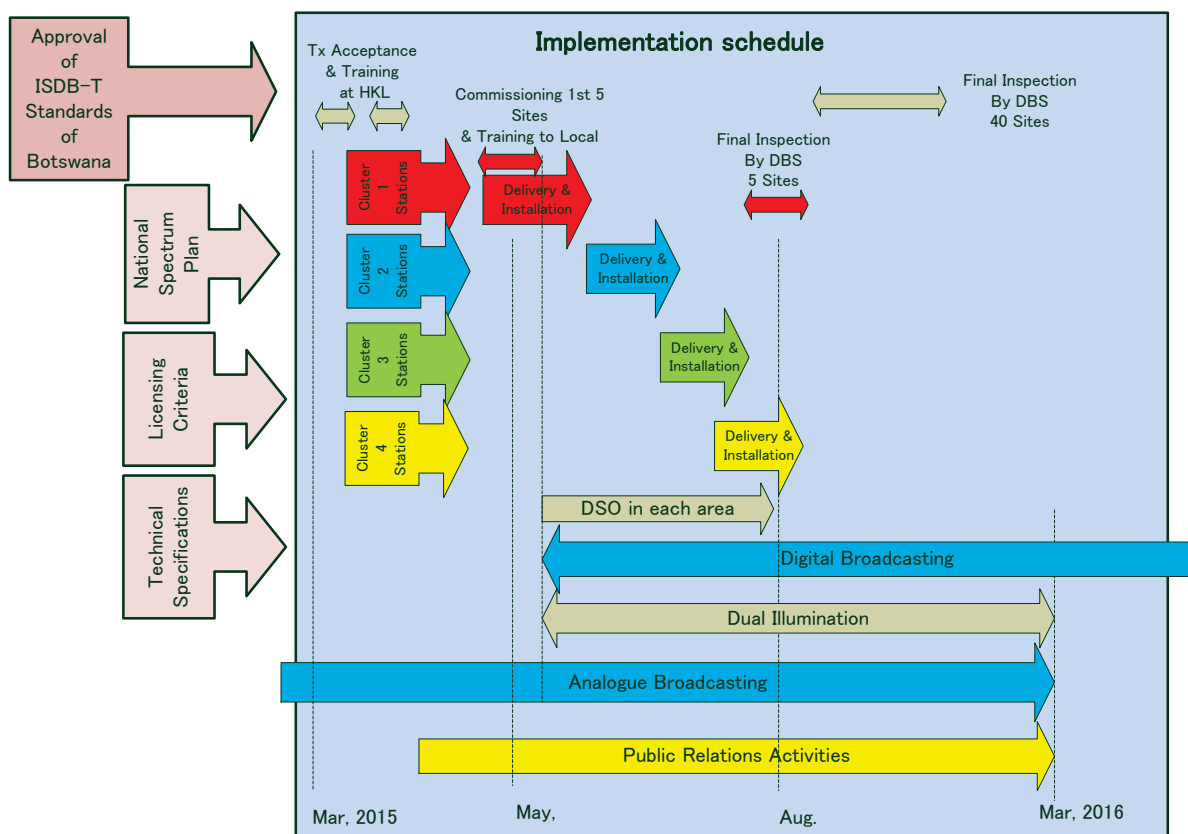 Approval
of
ISDB-T
Standards
of
Botswana
National
Spectrum
Plan
Licensing
Criteria
Technical
Specifications
Implementation schedule
Tx Acceptance
& Training
at HKL
Commissioning 1st 5
Sites
& Training to Local
Final Inspection
By DBS
5 Sites
Final Inspection
By DBS
40 Sites
Cluster
1
Stations
Delivery &
Installation
Cluster
2
Stations
Delivery &
Installation
Cluster
3
Stations
Delivery &
Installation
Cluster
4
Stations
Delivery &
Installation
DSO in each area
Digital Broadcasting
Dual Illumination
Analogue Broadcasting
Public Relations Activities
Mar, 2015
May,
Aug.
Mar, 2016